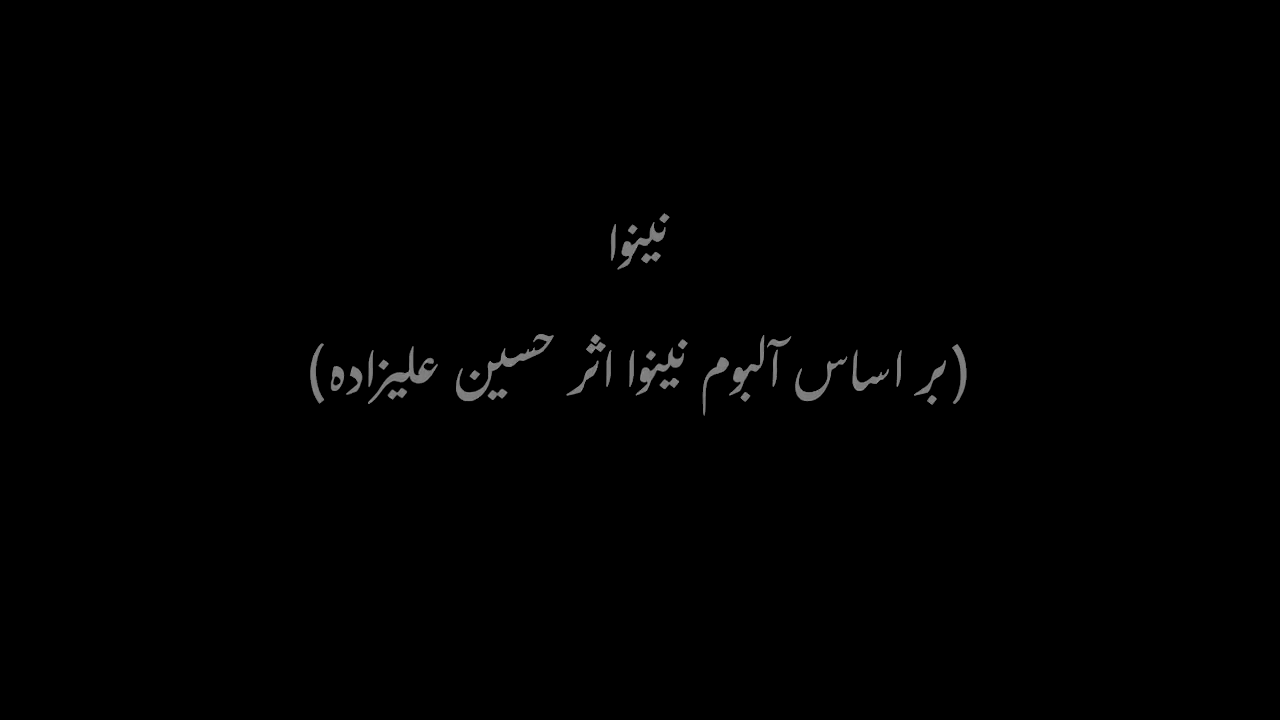 نینوا
(بر اساس آلبوم نینوا اثر حسین علیزاده)